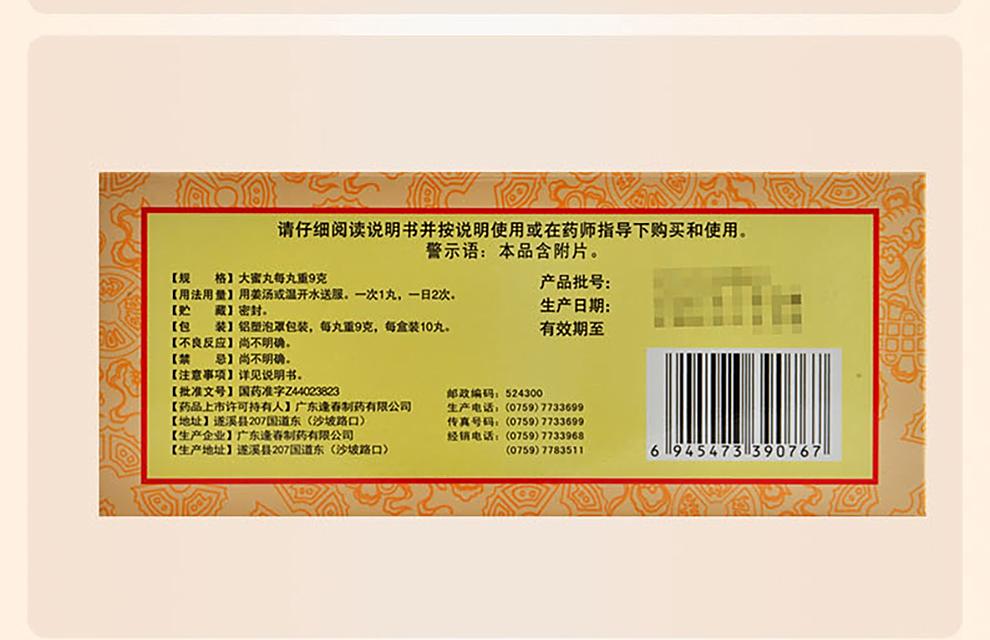 请仔细阅读说明书并按说明使用或在药师指导下购买和使用。
警示语：本品含附片。
【规 格】大蜜丸每丸重9克
【用法用量】用姜汤或温开水送服。一次1丸，一日2次。
【贮 藏】密封。
【包 装】铝塑泡罩包装，每丸重9克，每盒装10丸。
【不良反应】尚不明确。
【禁 忌】尚不明确。
【注意事项】详见说明书。
【批准文号】国药准字Z44023823
【药品上市许可持有人】广东逢春制药有限公司
【地址】遂溪县207国道东（沙坡路口）
【生产企业】广东逢春制药有限公司
【生产地址】遂溪县207国道东（沙坡路口）
邮政编码：524300
生产电话：(0759) 7733699
传真号码：(0759) 7733699
经销电话：(0759) 7733968
(0759) 7783511
产品批号：
生产日期：
有效期至
6 945473 390767